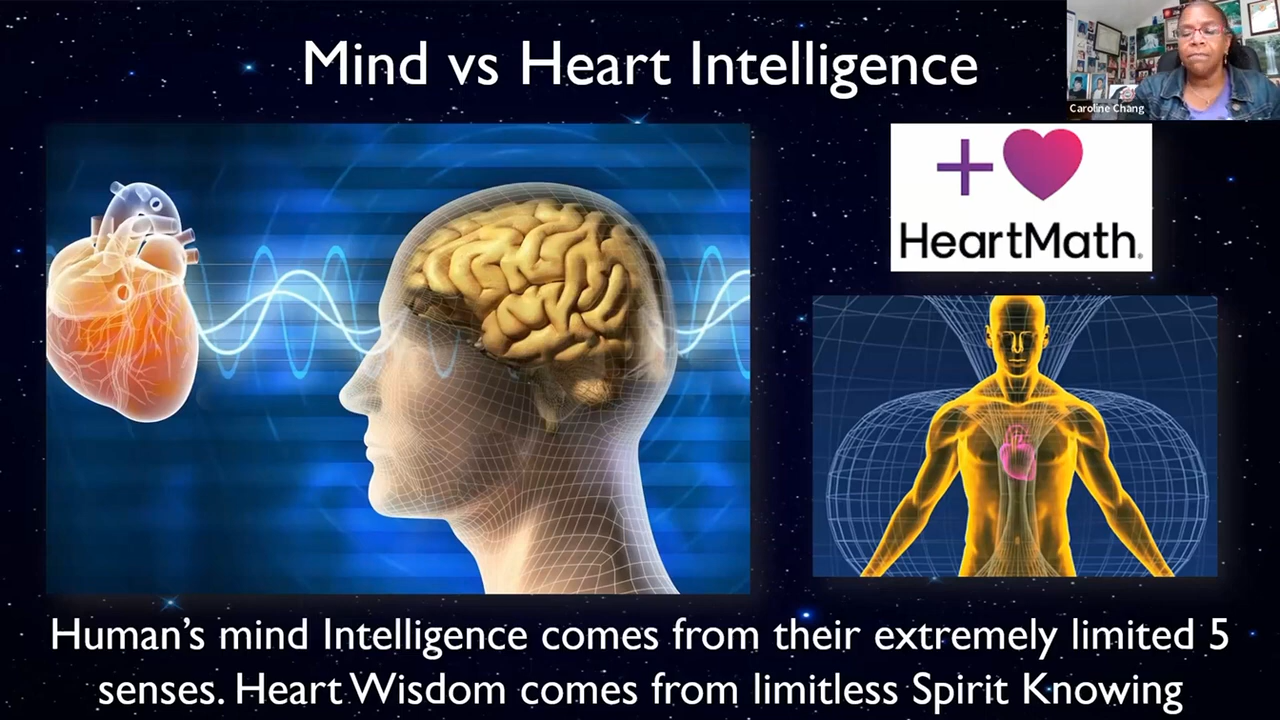 Mind vs Heart Intelligence
Caroline Chang
HeartMath®
Human's mind Intelligence comes from their extremely limited 5
senses. Heart Wisdom comes from limitless Spirit Knowing